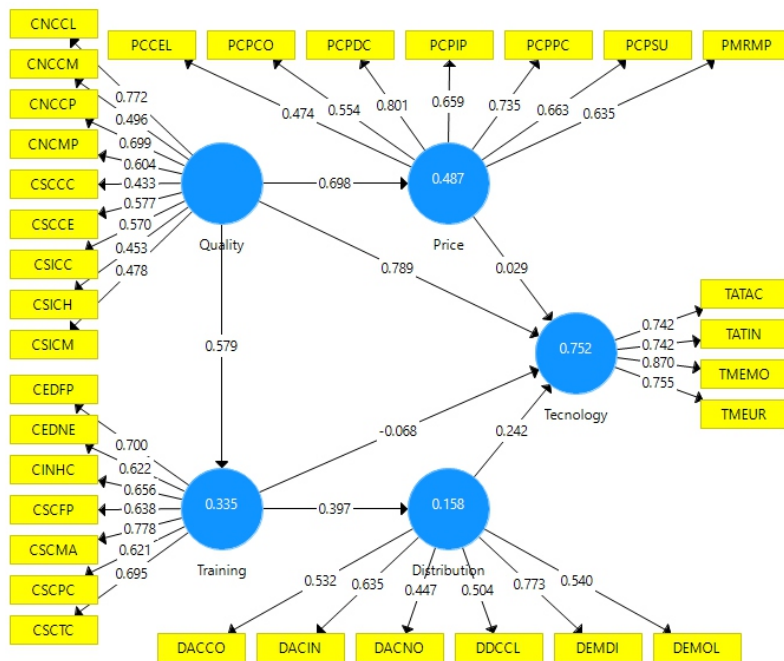 CNCCL
PCCEL
PCPCO
PCPDC
PCPIP
PCPPC
PCPSU
PMRMP
CNCCM
CNCCP
CNCMP
CSCCC
CSCCE
CSICC
CSICH
CSICM
0.772
0.496
0.699
0.604
0.433
0.577
0.570
0.453
0.478
0.474
0.554
0.801
0.659
0.735
0.663
0.635
0.698
0.487
Quality
Price
0.789
0.029
0.579
0.752
Tecnology
0.742
0.742
0.870
0.755
TATAC
TATIN
TMEMO
TMEUR
CEDFP
CEDNE
CINHC
CSCFP
CSCMA
CSCPC
CSCTC
0.700
0.622
0.656
0.638
0.778
0.621
0.695
-0.068
0.242
0.335
0.397
0.158
Training
Distribution
0.532
0.635
0.447
0.504
0.773
0.540
DACCO
DACIN
DACNO
DDCCL
DEMDI
DEMOL